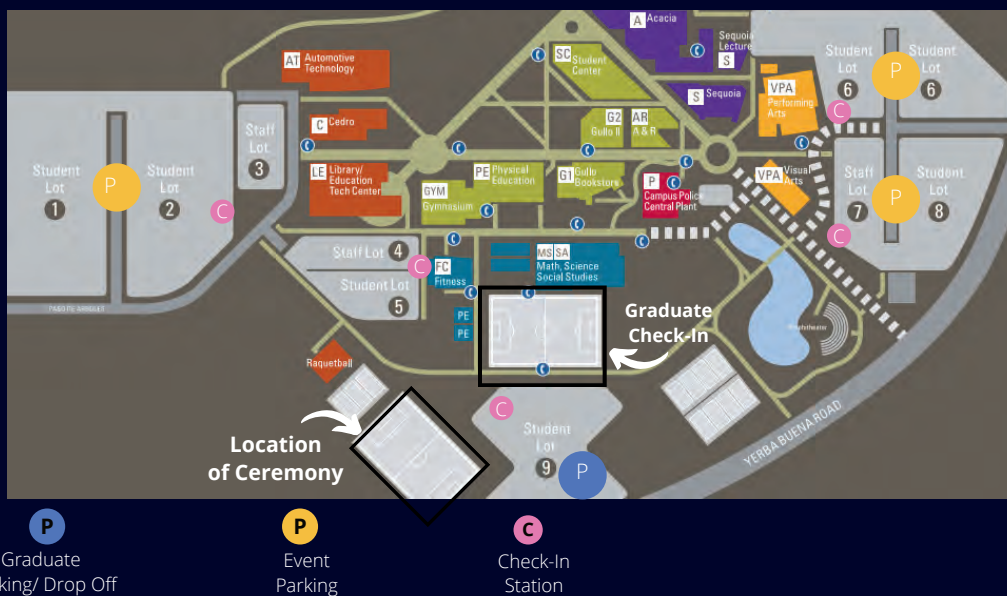 A
Acacia
Sequoia
Lecture
S
AT
Automotive
Technology
SC
Student
Center
Student
Lot
6
P
Student
Lot
6
VPA
Performing
Arts
C
S
Sequoia
C
Cedro
Staff
Lot
3
G2
Gullo II
AR
A & R
Student
Lot
1
P
Student
Lot
2
C
LE
Library/
Education
Tech Center
PE
Physical
Education
G1
Gullo
Bookstore
GYM
Gymnasium
P
Campus Police
Central Plant
VPA
Visual
Arts
Staff
Lot
7
P
Student
Lot
8
C
Staff Lot 4
C
Student Lot
5
FC
Fitness
MS SA
Math, Science
Social Studies
PE
PE
Graduate
Check-In
Amphitheater
Raquetball
C
Student
Lot
9
P
Location
of Ceremony
YERBA BUENA ROAD
P
Graduate
king/ Drop Off
P
Event
Parking
C
Check-In
Station